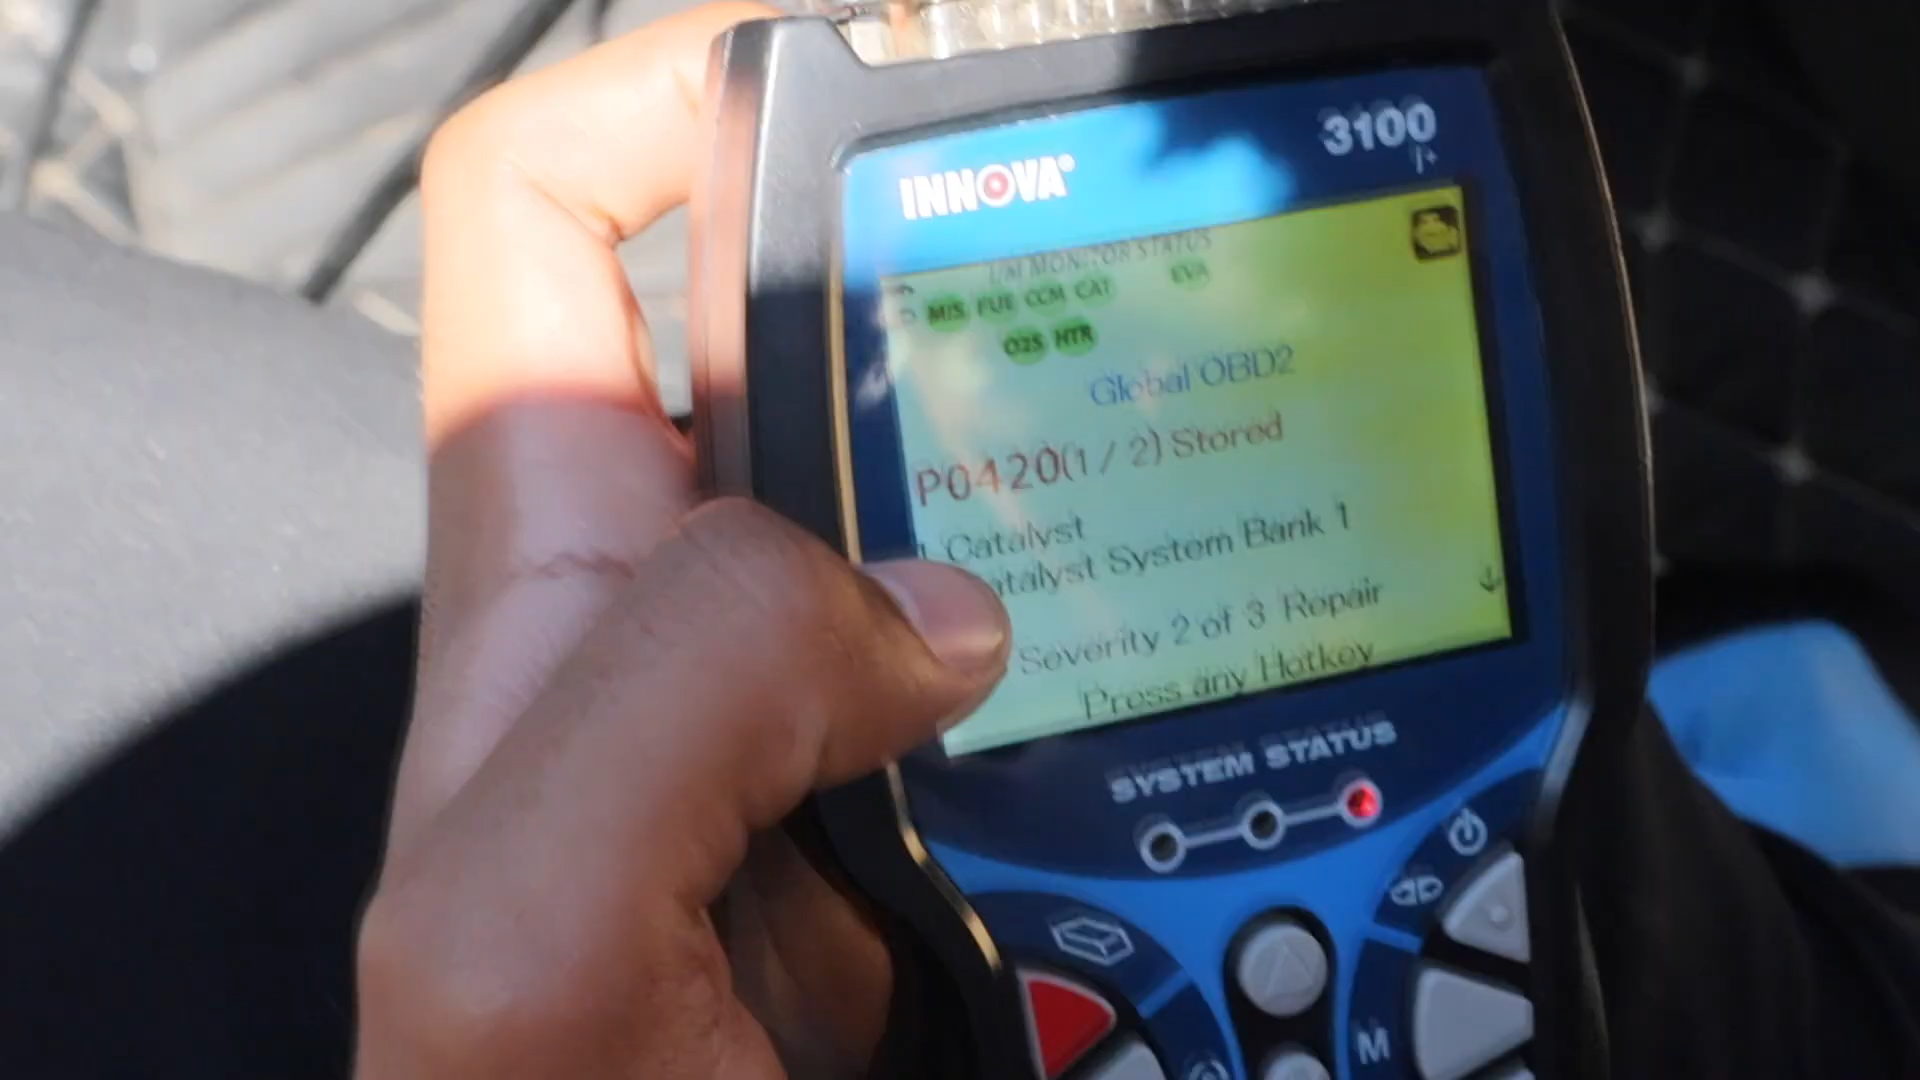 INNOVA®
3100
I/M MONITOR STATUS
MIS FUE CCM CAT EVA
O2S HTR
Global OBD2
P0420(1 / 2) Stored
Catalyst
Catalyst System Bank 1
Severity 2 of 3 Repair
Press any Hotkey
SYSTEM STATUS
M